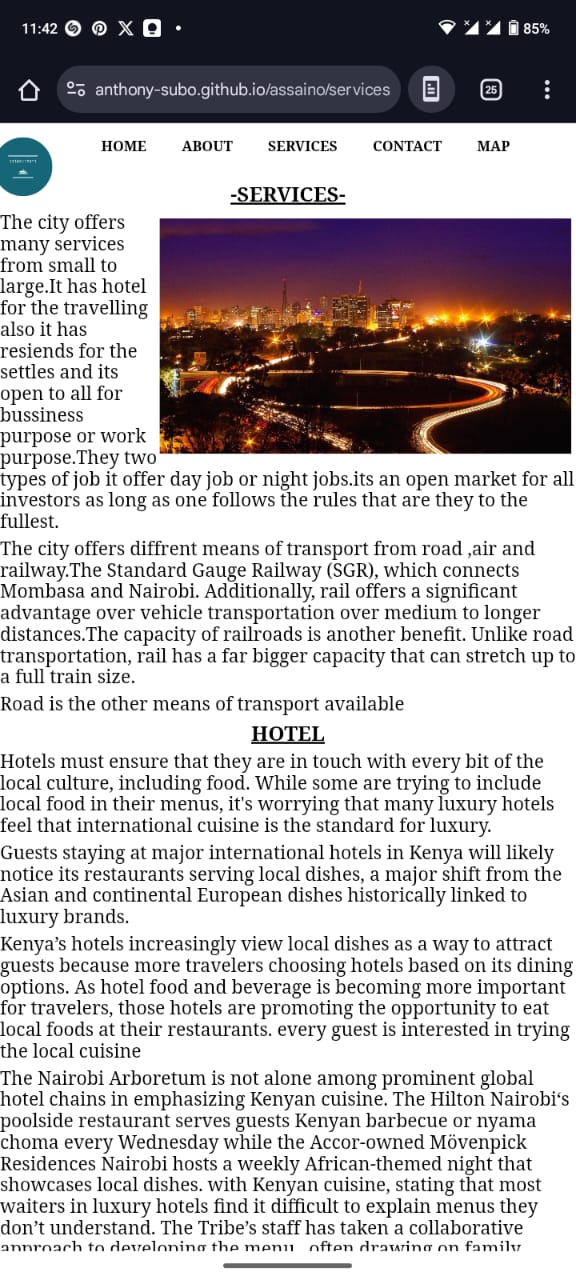 11:42
85%
anthony-subo.github.io/assaino/services
25
HOME ABOUT SERVICES CONTACT MAP
-SERVICES-
The city offers
many services
from small to
large.It has hotel
for the travelling
also it has
resiends for the
settles and its
open to all for
bussiness
purpose or work
purpose.They two
types of job it offer day job or night jobs.its an open market for all
investors as long as one follows the rules that are they to the
fullest.
The city offers diffrent means of transport from road ,air and
railway.The Standard Gauge Railway (SGR), which connects
Mombasa and Nairobi. Additionally, rail offers a significant
advantage over vehicle transportation over medium to longer
distances.The capacity of railroads is another benefit. Unlike road
transportation, rail has a far bigger capacity that can stretch up to
a full train size.
Road is the other means of transport available
HOTEL
Hotels must ensure that they are in touch with every bit of the
local culture, including food. While some are trying to include
local food in their menus, it's worrying that many luxury hotels
feel that international cuisine is the standard for luxury.
Guests staying at major international hotels in Kenya will likely
notice its restaurants serving local dishes, a major shift from the
Asian and continental European dishes historically linked to
luxury brands.
Kenya’s hotels increasingly view local dishes as a way to attract
guests because more travelers choosing hotels based on its dining
options. As hotel food and beverage is becoming more important
for travelers, those hotels are promoting the opportunity to eat
local foods at their restaurants. every guest is interested in trying
the local cuisine
The Nairobi Arboretum is not alone among prominent global
hotel chains in emphasizing Kenyan cuisine. The Hilton Nairobi‘s
poolside restaurant serves guests Kenyan barbecue or nyama
choma every Wednesday while the Accor-owned Mövenpick
Residences Nairobi hosts a weekly African-themed night that
showcases local dishes. with Kenyan cuisine, stating that most
waiters in luxury hotels find it difficult to explain menus they
don’t understand. The Tribe’s staff has taken a collaborative
approach to developing the menu, often drawing on family